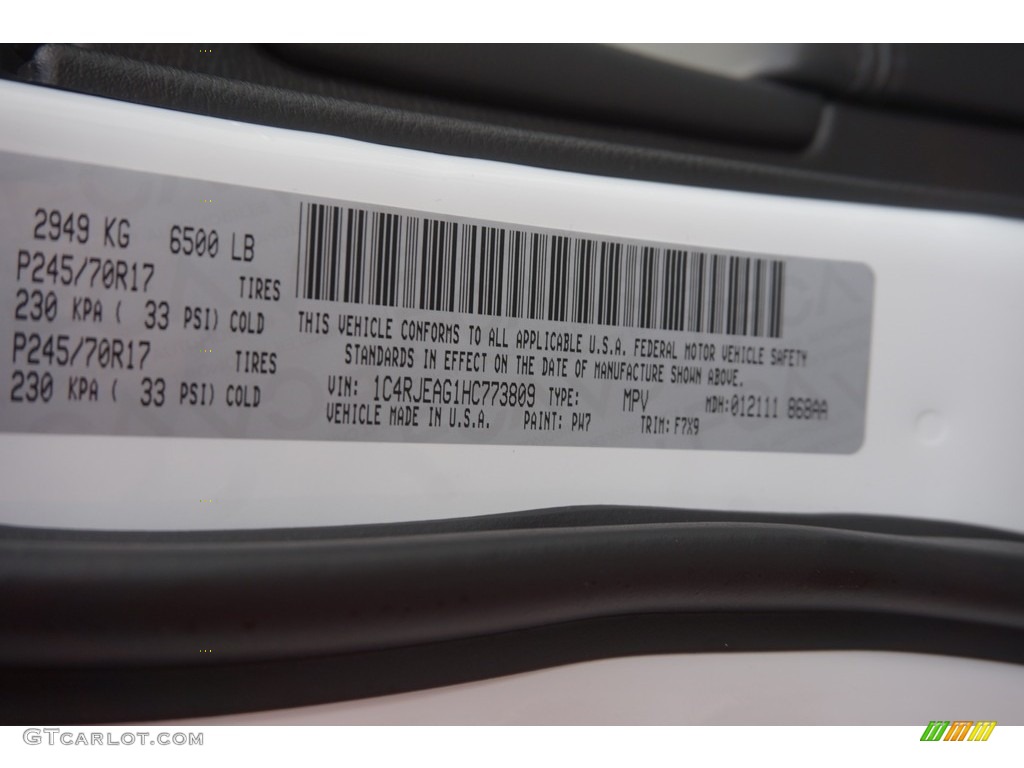 2949 KG 6500 LB
P245/70R17 TIRES
230 KPA ( 33 PSI) COLD
P245/70R17 TIRES
230 KPA ( 33 PSI) COLD
THIS VEHICLE CONFORMS TO ALL APPLICABLE U.S.A. FEDERAL MOTOR VEHICLE SAFETY
STANDARDS IN EFFECT ON THE DATE OF MANUFACTURE SHOWN ABOVE.
VIN: 1C4RJEAG1HC773809 TYPE: MPV MDH:012111 868AA
VEHICLE MADE IN U.S.A. PAINT: PW7 TRIM: F7X9
GTCARLOT.COM